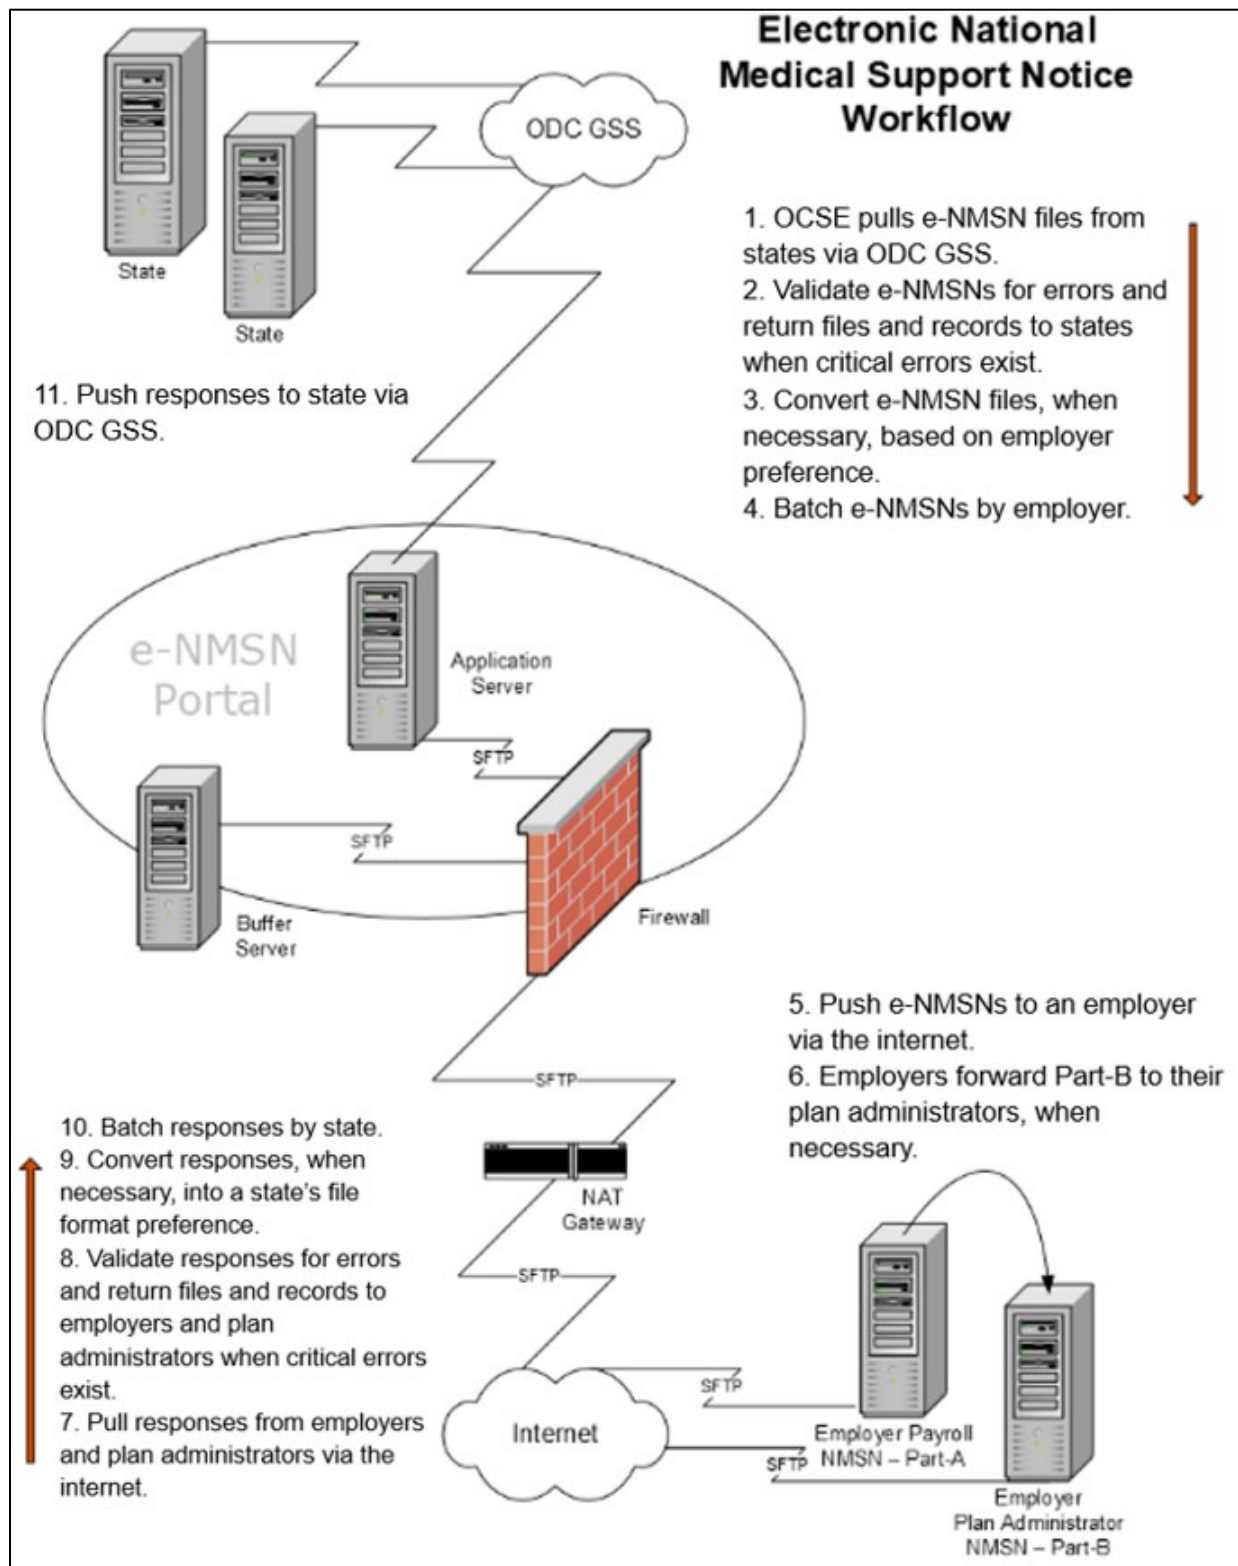 Electronic National
Medical Support Notice
Workflow
ODC GSS
State
State
1. OCSE pulls e-NMSN files from
states via ODC GSS.
2. Validate e-NMSNs for errors and
return files and records to states
when critical errors exist.
3. Convert e-NMSN files, when
necessary, based on employer
preference.
4. Batch e-NMSNs by employer.
11. Push responses to state via
ODC GSS.
e-NMSN
Portal
Application
Server
SFTP
SFTP
Buffer
Server
Firewall
5. Push e-NMSNs to an employer
via the internet.
6. Employers forward Part-B to their
plan administrators, when
necessary.
SFTP
NAT
Gateway
SFTP
10. Batch responses by state.
9. Convert responses, when
necessary, into a state's file
format preference.
8. Validate responses for errors
and return files and records to
employers and plan
administrators when critical errors
exist.
7. Pull responses from employers
and plan administrators via the
internet.
Internet
SFTP
Employer Payroll
NMSN – Part-A
SFTP
Employer
Plan Administrator
NMSN – Part-B